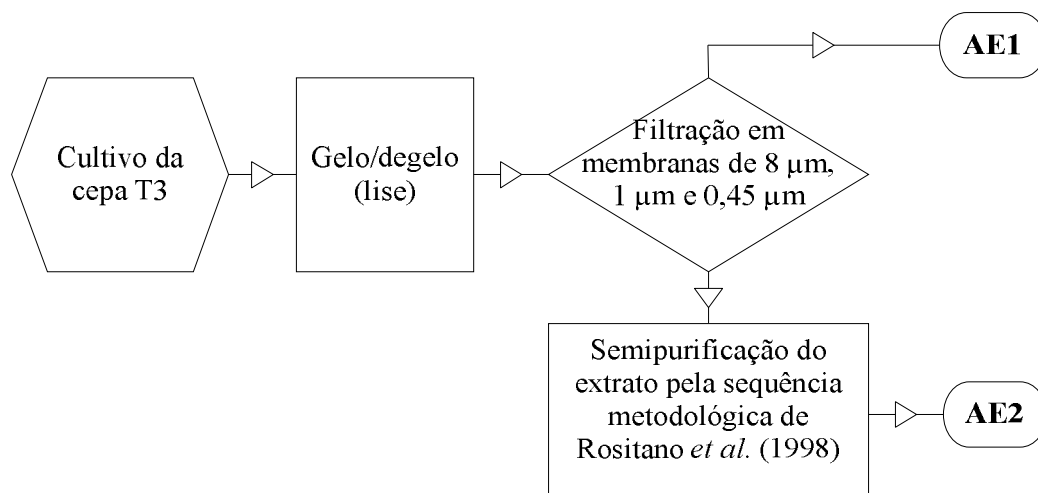 Cultivo da
cepa T3
Gelo/degelo
(lise)
Filtração em
membranas de 8 µm,
1 µm e 0,45 µm
AE1
Semipurificação do
extrato pela sequência
metodológica de
Rositano et al. (1998)
AE2